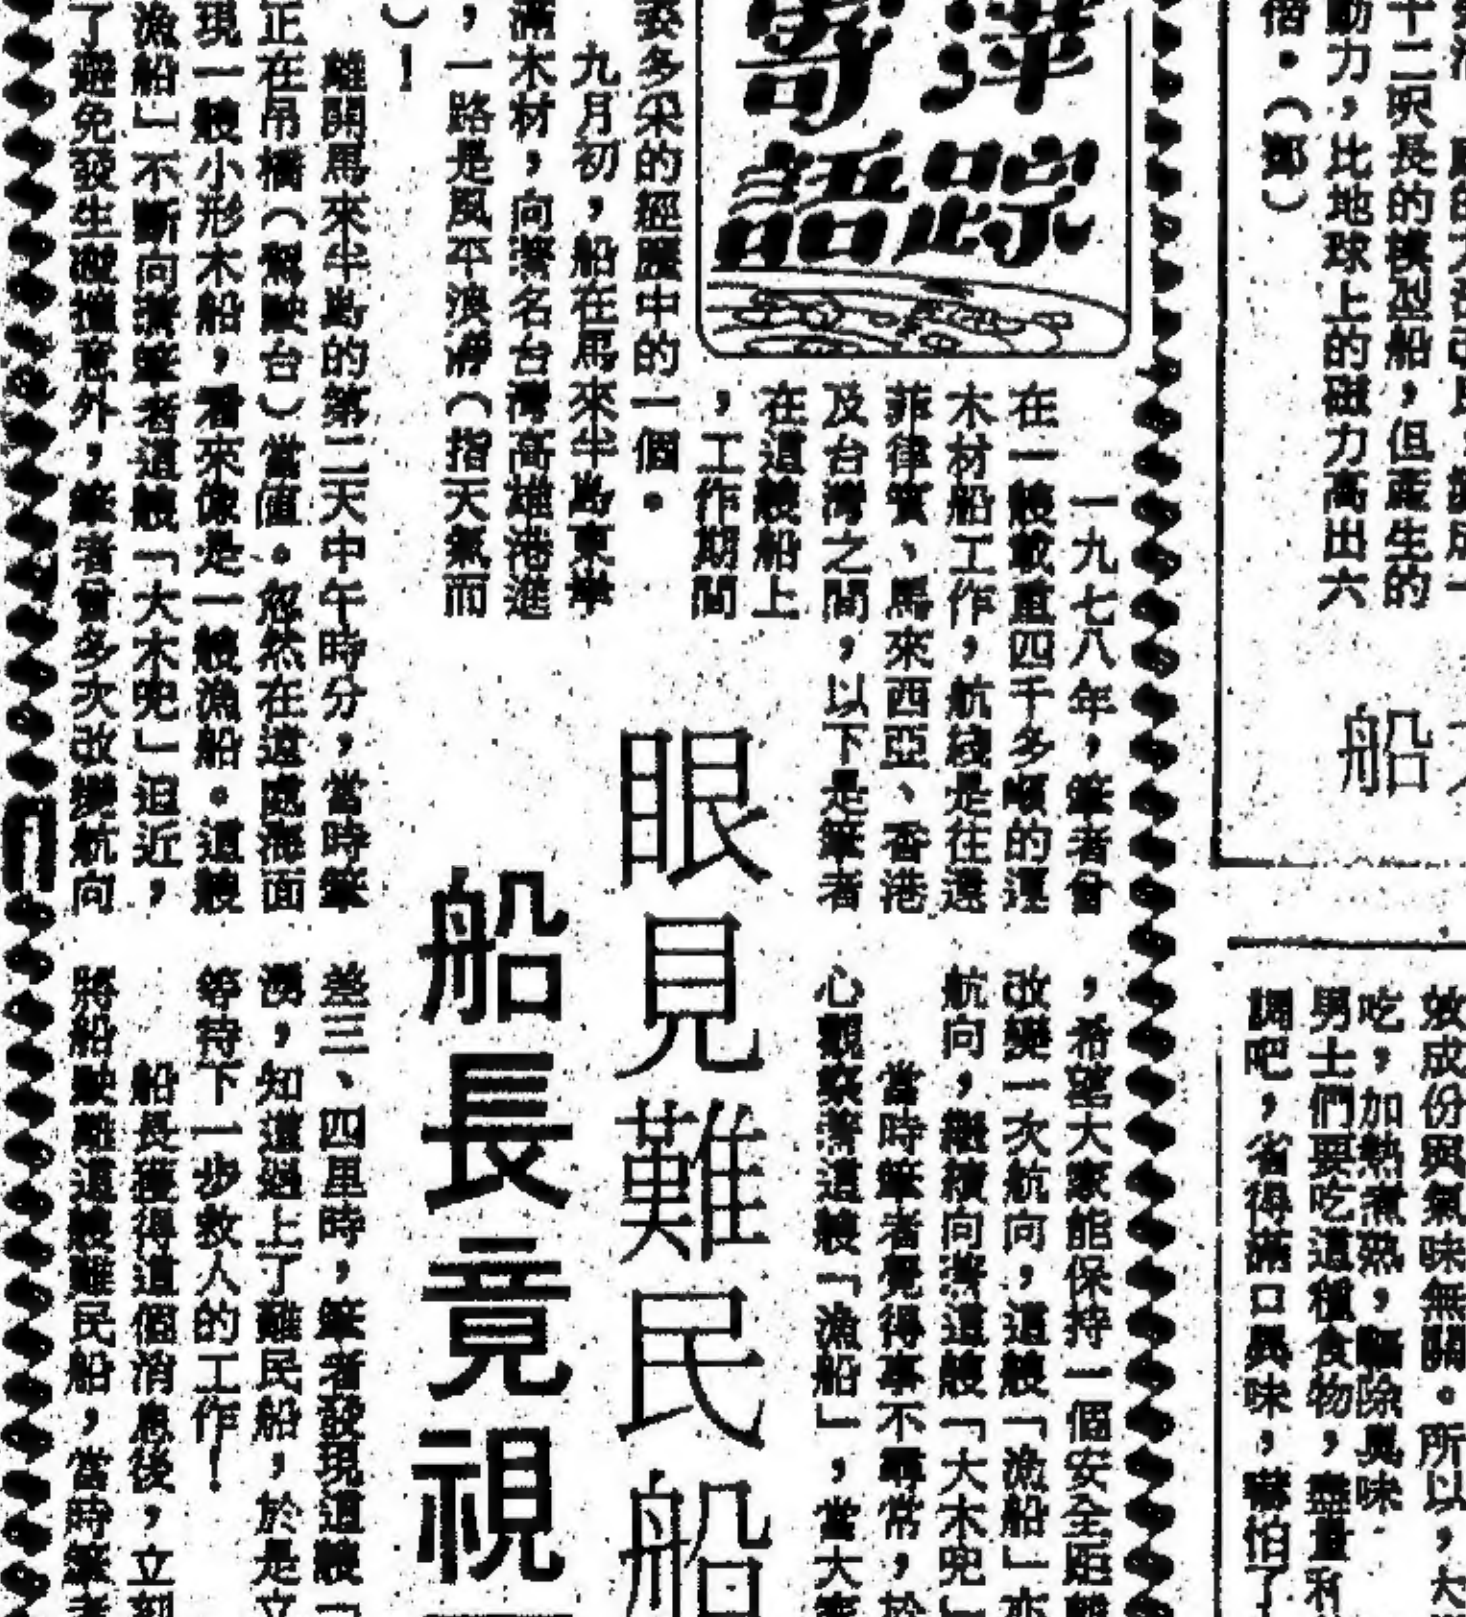 萍踪
寄語
眼見難民船
船長竟視
一九七八年，筆者曾
在一艘載重四千多噸的運
木材船工作，航綫是往還
菲律賓、馬來西亞、香港
及台灣之間，以下是筆者
在這艘船上
，工作期間
姿多采的經歷中的一個。
九月初，船在馬來半島東岸
滿木材，向著名台灣高雄港進
，一路是風平浪靜（指天氣而
）！
離開馬來半島的第二天中午時分，當時筆
正在吊橋（駕駛台）當值。忽然在遠處海面
現一艘小形木船，看來像是一艘漁船。這艘
漁船」不斷向着筆者這艘「大木兜」迫近，
了避免發生碰撞意外，筆者曾多次改變航向
，希望大家能保持一個安全距離
改變一次航向，這艘「漁船」亦
航向，繼續向着這艘「大木兜」
當時筆者覺得事不尋常，於
心觀察着這艘「漁船」，當大
差三、四里時，筆者發現這艘「
，知道遇上了難民船，於是立
等待下一步救人的工作！
船長獲得這個消息後，立刻
將船駛離這艘難民船，當時筆者
十二呎長的模型船，但產生的
動力，比地球上的磁力高出六
倍。（鄭）
船
效成份與氣味無關。所以，大
吃，加熱煮熟，臭味
男士們要吃這種食物，盡量利
調吧，省得滿口異味，嚇怕了